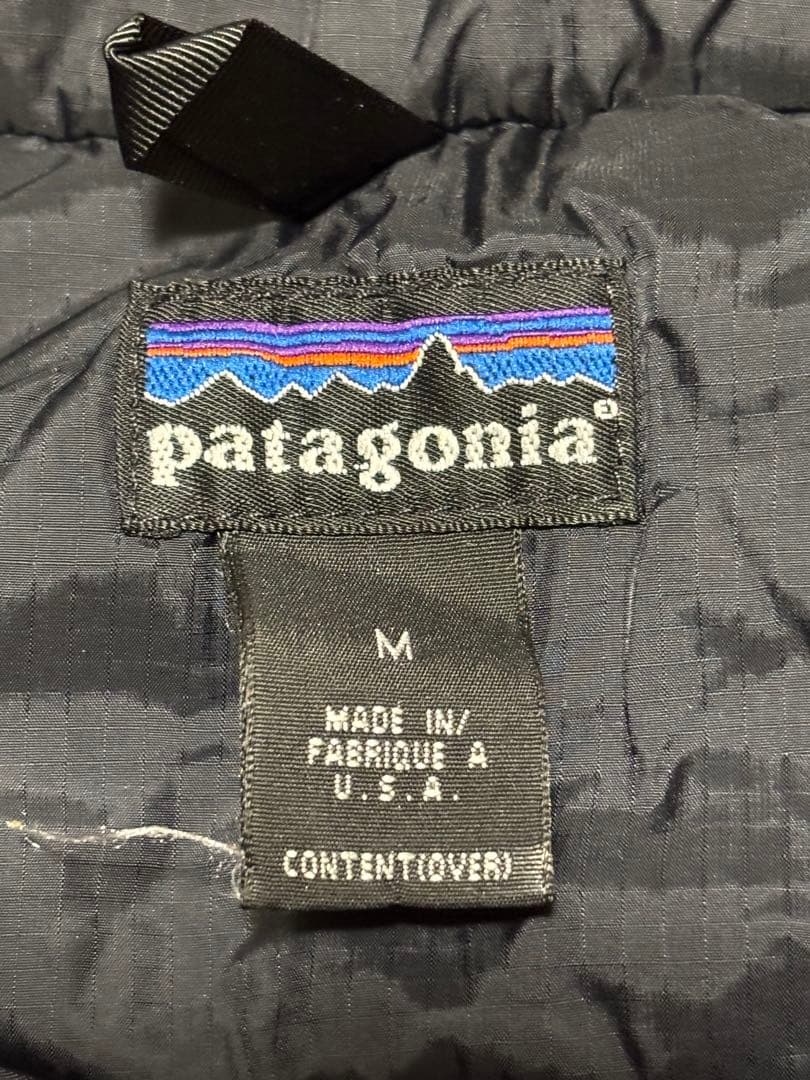 patagonia®
M
MADE IN/
FABRIQUE A
U.S.A.
CONTENT(OVER)